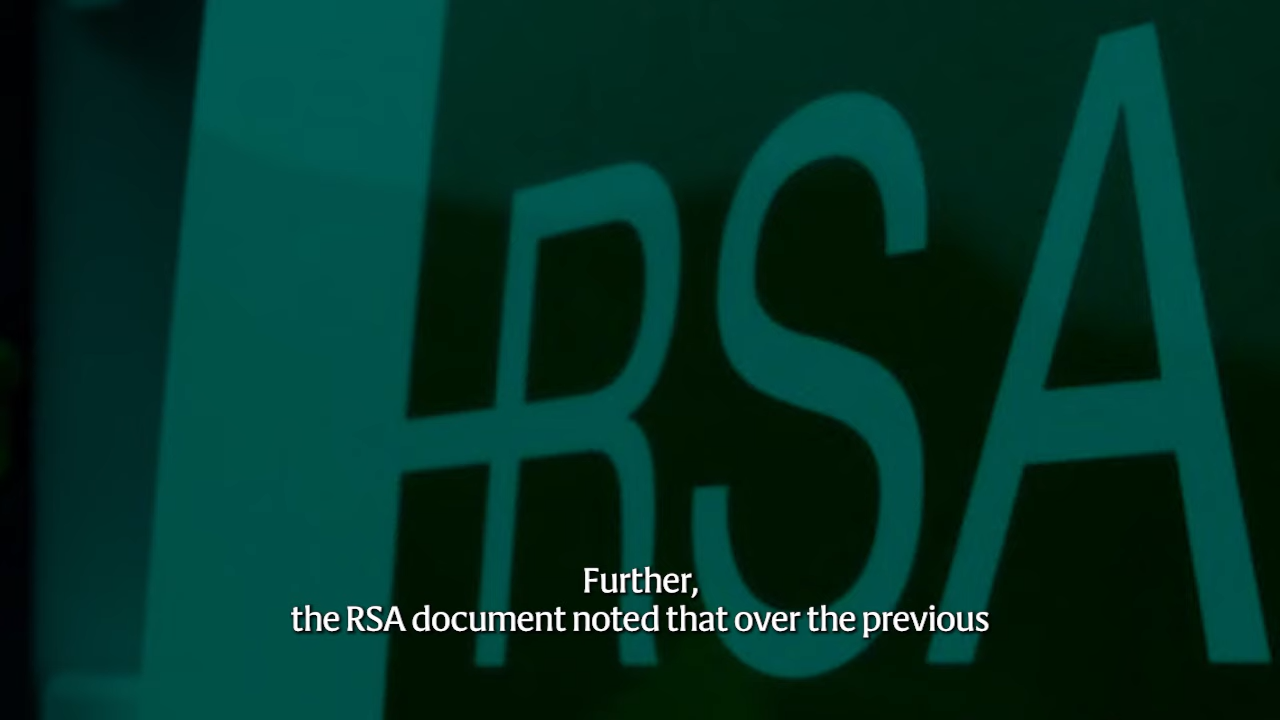 RSA
Further,
the RSA document noted that over the previous